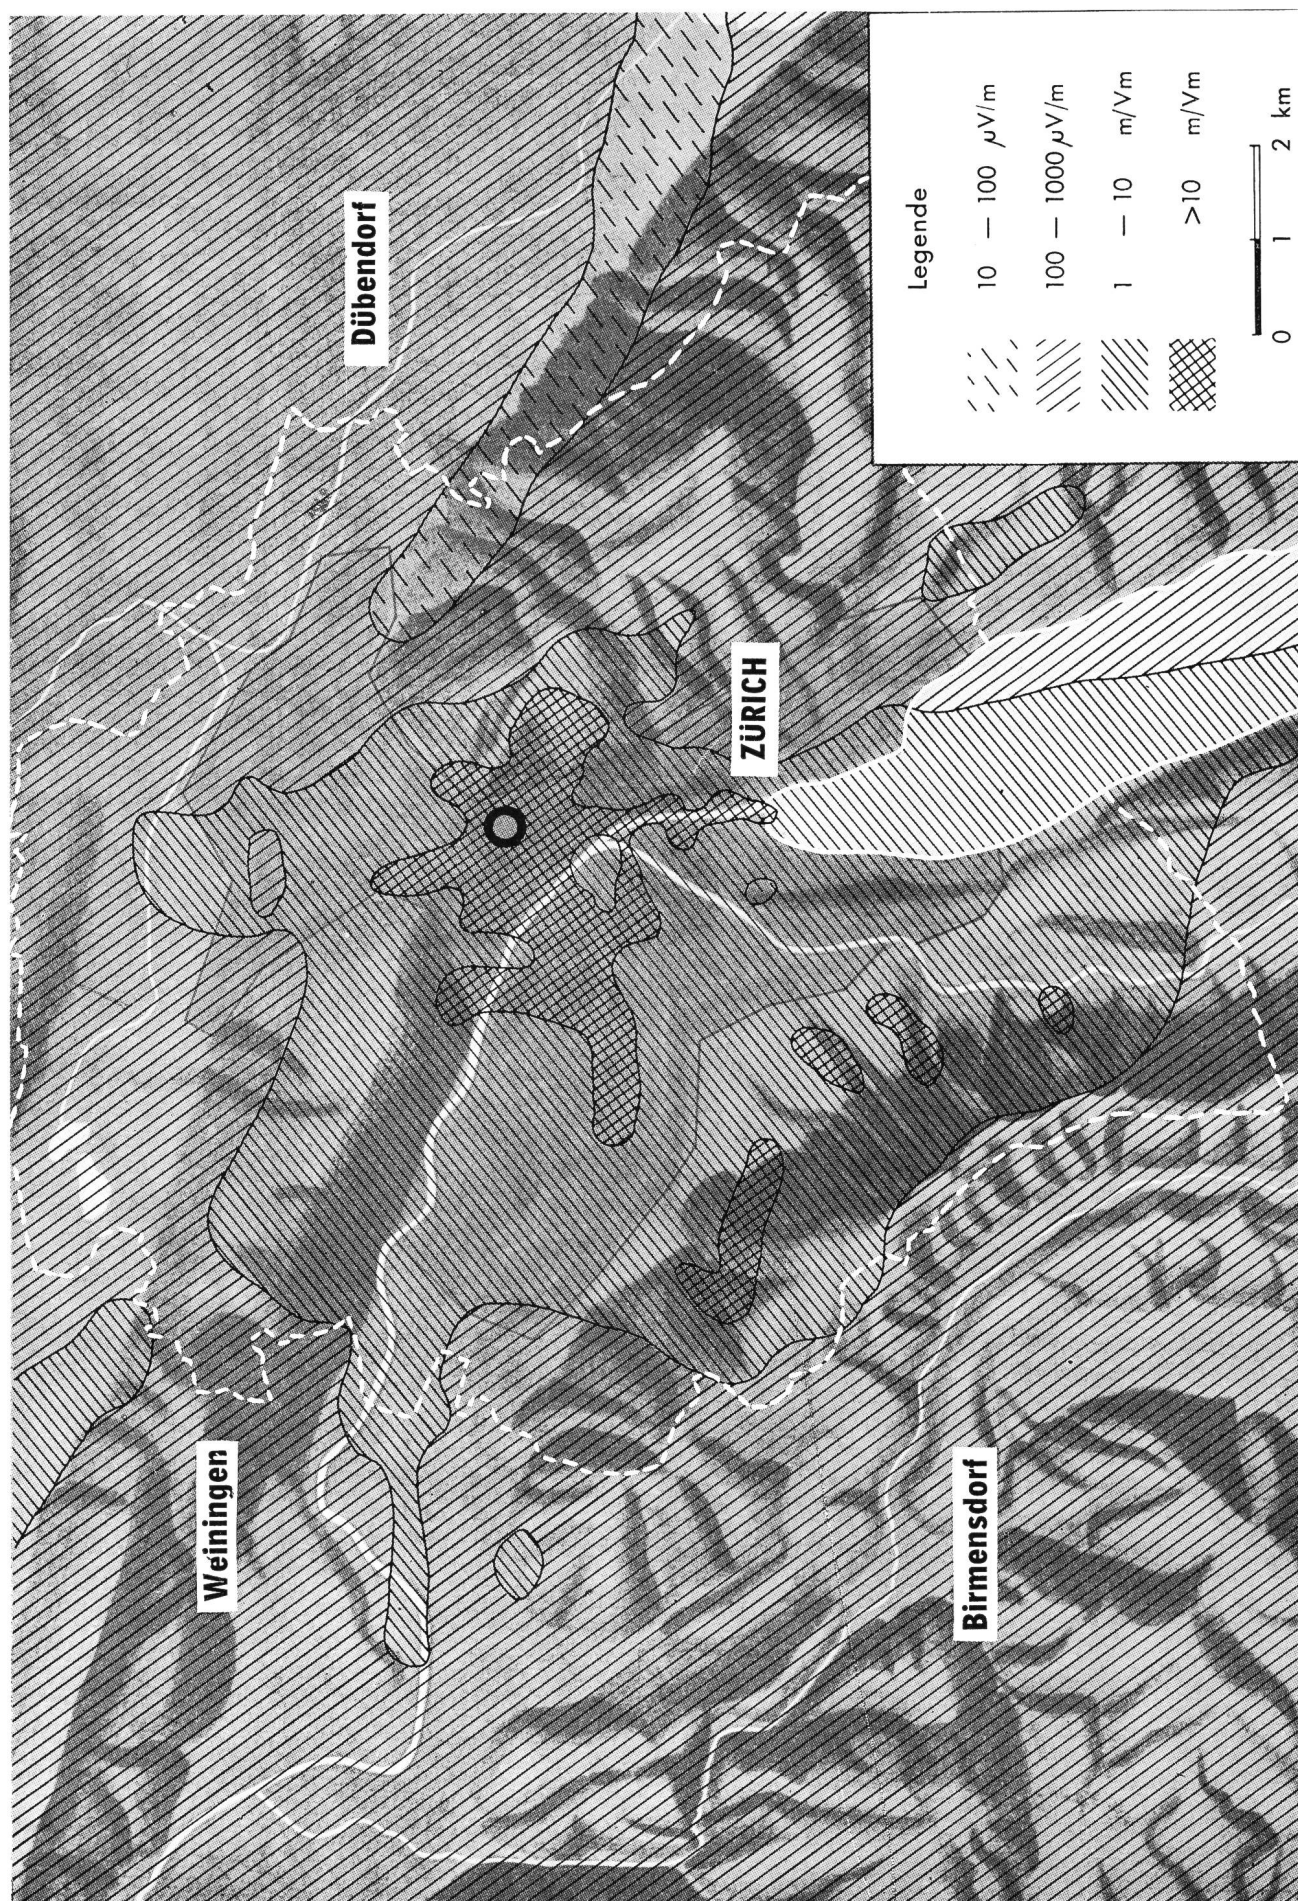 Weiningen
Dübendorf
ZÜRICH
Birmensdorf
Legende
10 — 100 µV/m
100 — 1000 µV/m
1 — 10 m/Vm
>10 m/Vm
0 1 2 km